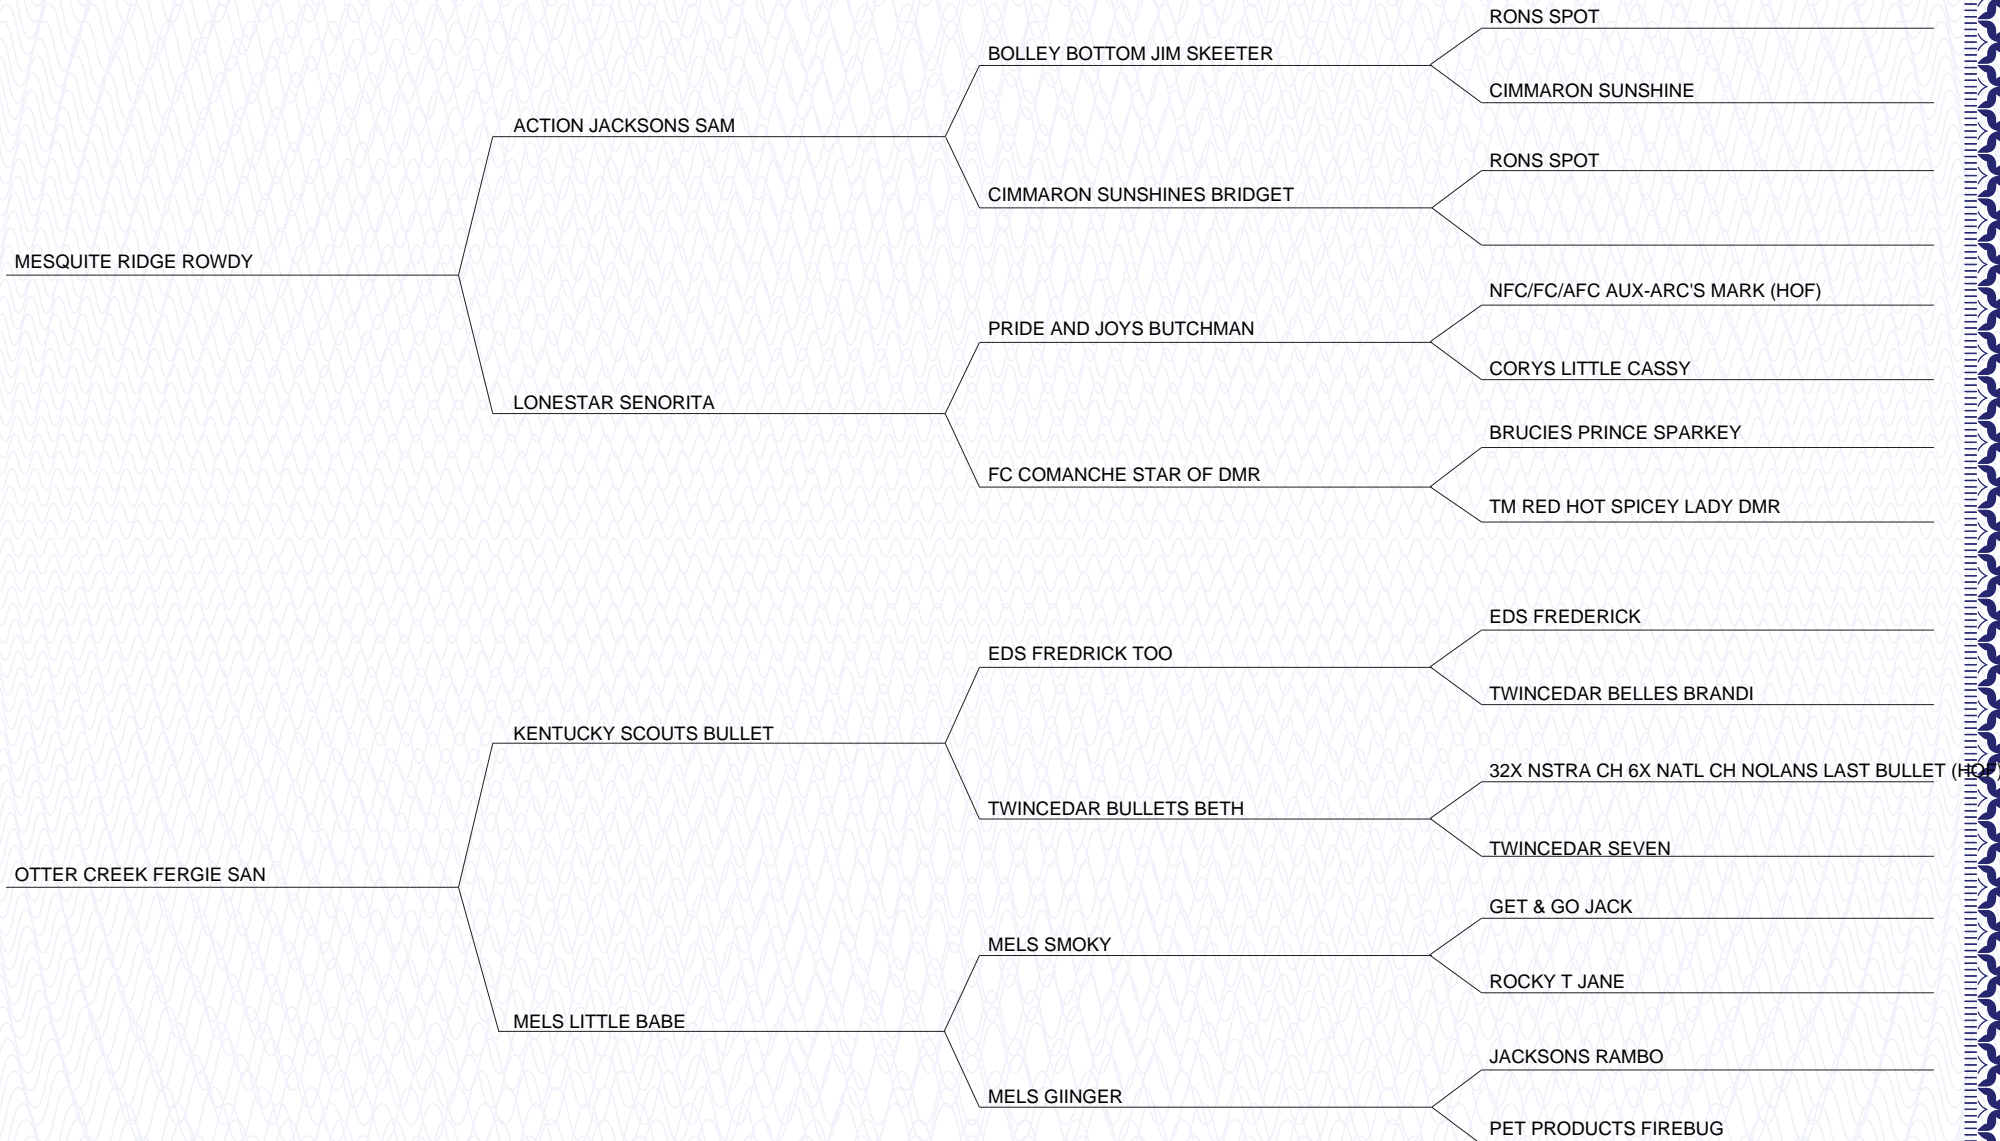 RONS SPOT
BOLLEY BOTTOM JIM SKEETER
CIMMARON SUNSHINE
ACTION JACKSONS SAM
RONS SPOT
CIMMARON SUNSHINES BRIDGET
MESQUITE RIDGE ROWDY
NFC/FC/AFC AUX-ARC'S MARK (HOF)
PRIDE AND JOYS BUTCHMAN
CORYS LITTLE CASSY
LONESTAR SENORITA
BRUCIES PRINCE SPARKEY
FC COMANCHE STAR OF DMR
TM RED HOT SPICEY LADY DMR
EDS FREDERICK
EDS FREDRICK TOO
TWINCEDAR BELLES BRANDI
KENTUCKY SCOUTS BULLET
32X NSTRA CH 6X NATL CH NOLANS LAST BULLET (HOF)
TWINCEDAR BULLETS BETH
TWINCEDAR SEVEN
OTTER CREEK FERGIE SAN
GET & GO JACK
MELS SMOKY
ROCKY T JANE
MELS LITTLE BABE
JACKSONS RAMBO
MELS GIINGER
PET PRODUCTS FIREBUG